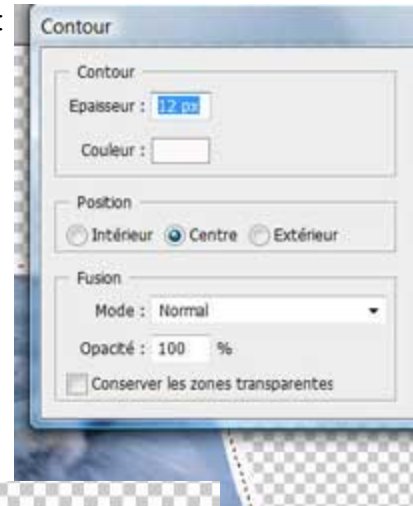 Contour
Contour
Epaisseur : 12 px
Couleur :
Position
Intérieur Centre Extérieur
Fusion
Mode : Normal
Opacité : 100 %
Conserver les zones transparentes